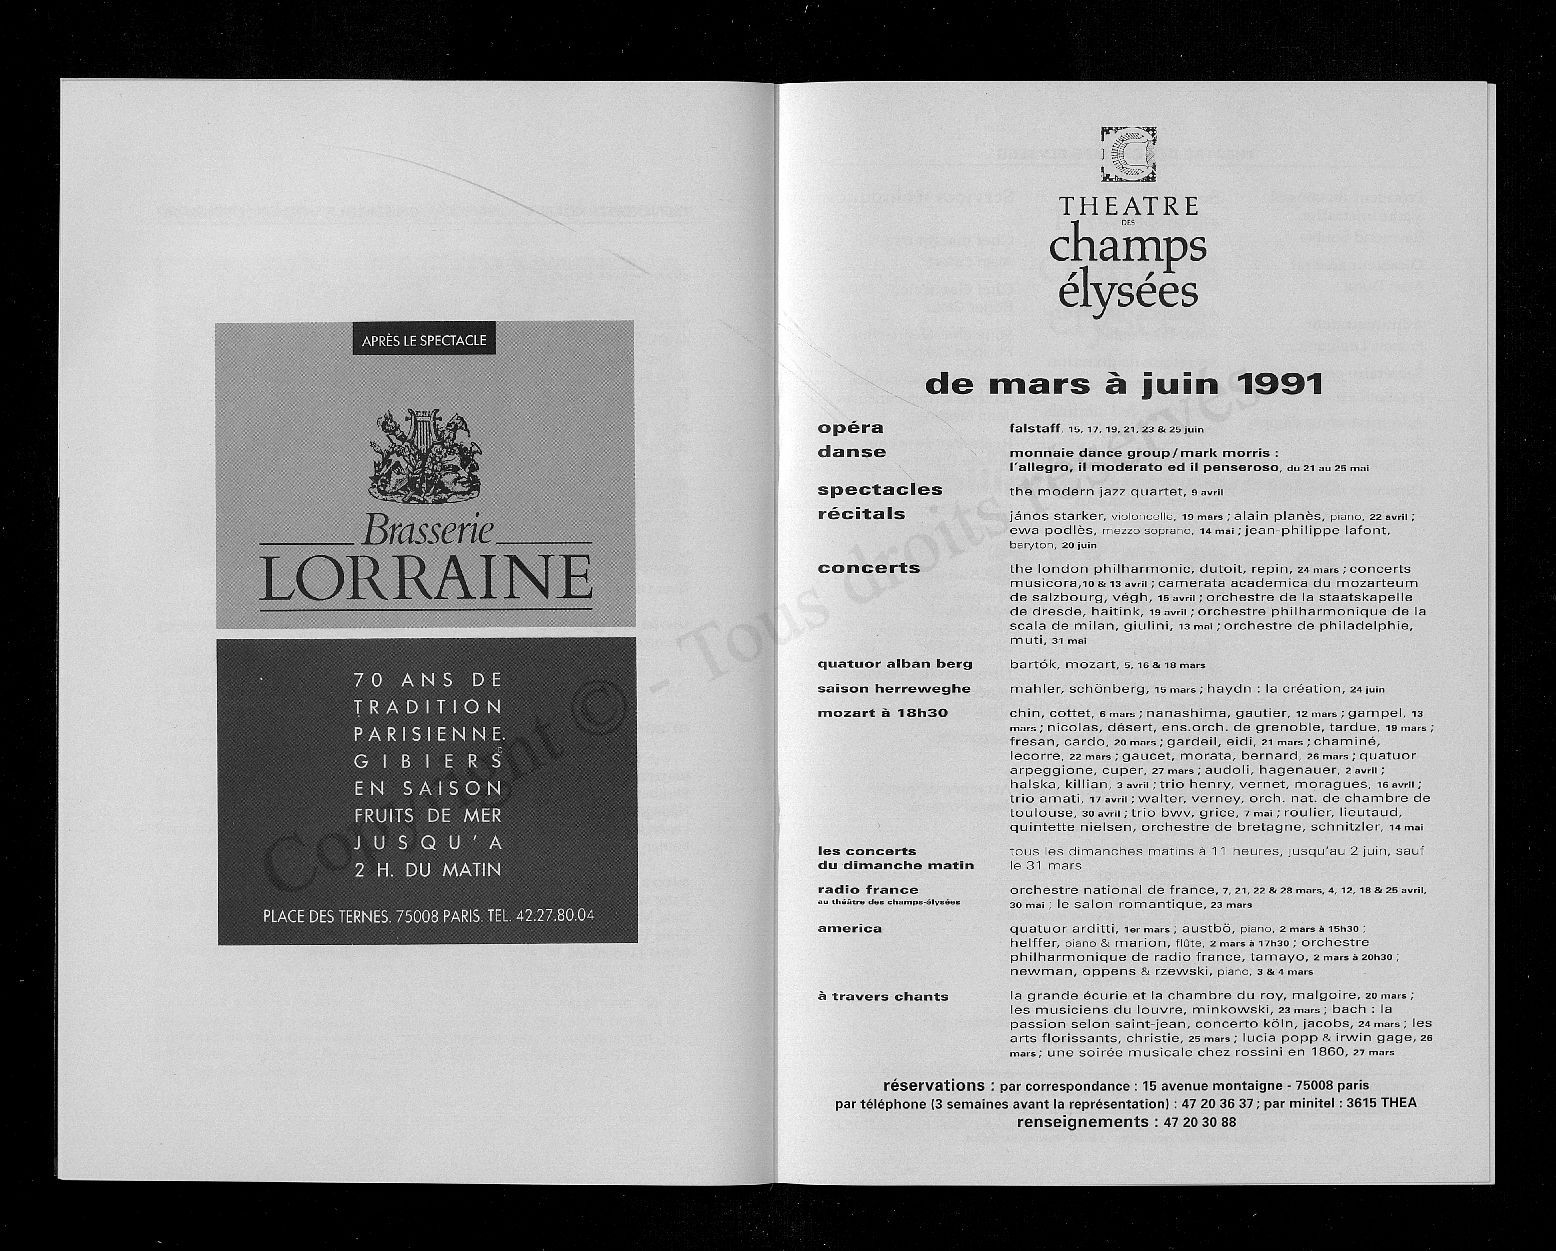 APRÈS LE SPECTACLE
Brasserie
LORRAINE
70 ANS DE
TRADITION
PARISIENNE.
GIBIERS
EN SAISON
FRUITS DE MER
JUSQU'A
2 H. DU MATIN
PLACE DES TERNES. 75008 PARIS. TEL. 42.27.80.04
THEATRE
DES
champs
élysées
de mars à juin 1991
opéra falstaff, 15, 17, 19, 21, 23 & 25 juin
danse monnaie dance group/mark morris :
l'allegro, il moderato ed il penseroso, du 21 au 25 mai
spectacles the modern jazz quartet, 9 avril
récitals jános starker, violoncelle, 19 mars ; alain planès, piano, 22 avril ;
ewa podlès, mezzo soprano, 14 mai ; jean-philippe lafont,
baryton, 20 juin
concerts the london philharmonic, dutoit, repin, 24 mars ; concerts
musicora, 10 & 13 avril ; camerata academica du mozarteum
de salzbourg, végh, 15 avril ; orchestre de la staatskapelle
de dresde, haitink, 19 avril ; orchestre philharmonique de la
scala de milan, giulini, 13 mai ; orchestre de philadelphie,
muti, 31 mai
quatuor alban berg bartók, mozart, 5, 16 & 18 mars
saison herreweghe mahler, schönberg, 15 mars ; haydn : la création, 24 juin
mozart à 18h30 chin, cottet, 6 mars ; nanashima, gautier, 12 mars ; gampel, 13
mars ; nicolas, désert, ens.orch. de grenoble, tardue, 19 mars ;
fresan, cardo, 20 mars ; gardeil, eidi, 21 mars ; chaminé,
lecorre, 22 mars ; gaucet, morata, bernard, 26 mars ; quatuor
arpeggione, cuper, 27 mars ; audoli, hagenauer, 2 avril ;
halska, killian, 3 avril ; trio henry, vernet, moragues, 16 avril ;
trio amati, 17 avril ; walter, verney, orch. nat. de chambre de
toulouse, 30 avril ; trio bwv, grice, 7 mai ; roulier, lieutaud,
quintette nielsen, orchestre de bretagne, schnitzler, 14 mai
les concerts tous les dimanches matins à 11 heures, jusqu'au 2 juin, sauf
du dimanche matin le 31 mars
radio france orchestre national de france, 7, 21, 22 & 28 mars, 4, 12, 18 & 25 avril,
au théâtre des champs-élysées 30 mai ; le salon romantique, 23 mars
america quatuor arditti, 1er mars ; austbö, piano, 2 mars à 15h30 ;
helffer, piano & marion, flûte, 2 mars à 17h30 ; orchestre
philharmonique de radio france, tamayo, 2 mars à 20h30 ;
newman, oppens & rzewski, piano, 3 & 4 mars
à travers chants la grande écurie et la chambre du roy, malgoire, 20 mars ;
les musiciens du louvre, minkowski, 23 mars ; bach : la
passion selon saint-jean, concerto köln, jacobs, 24 mars ; les
arts florissants, christie, 25 mars ; lucia popp & irwin gage, 26
mars ; une soirée musicale chez rossini en 1860, 27 mars
réservations : par correspondance : 15 avenue montaigne - 75008 paris
par téléphone (3 semaines avant la représentation) : 47 20 36 37 ; par minitel : 3615 THEA
renseignements : 47 20 30 88
Copyright © - Tous droits réservés